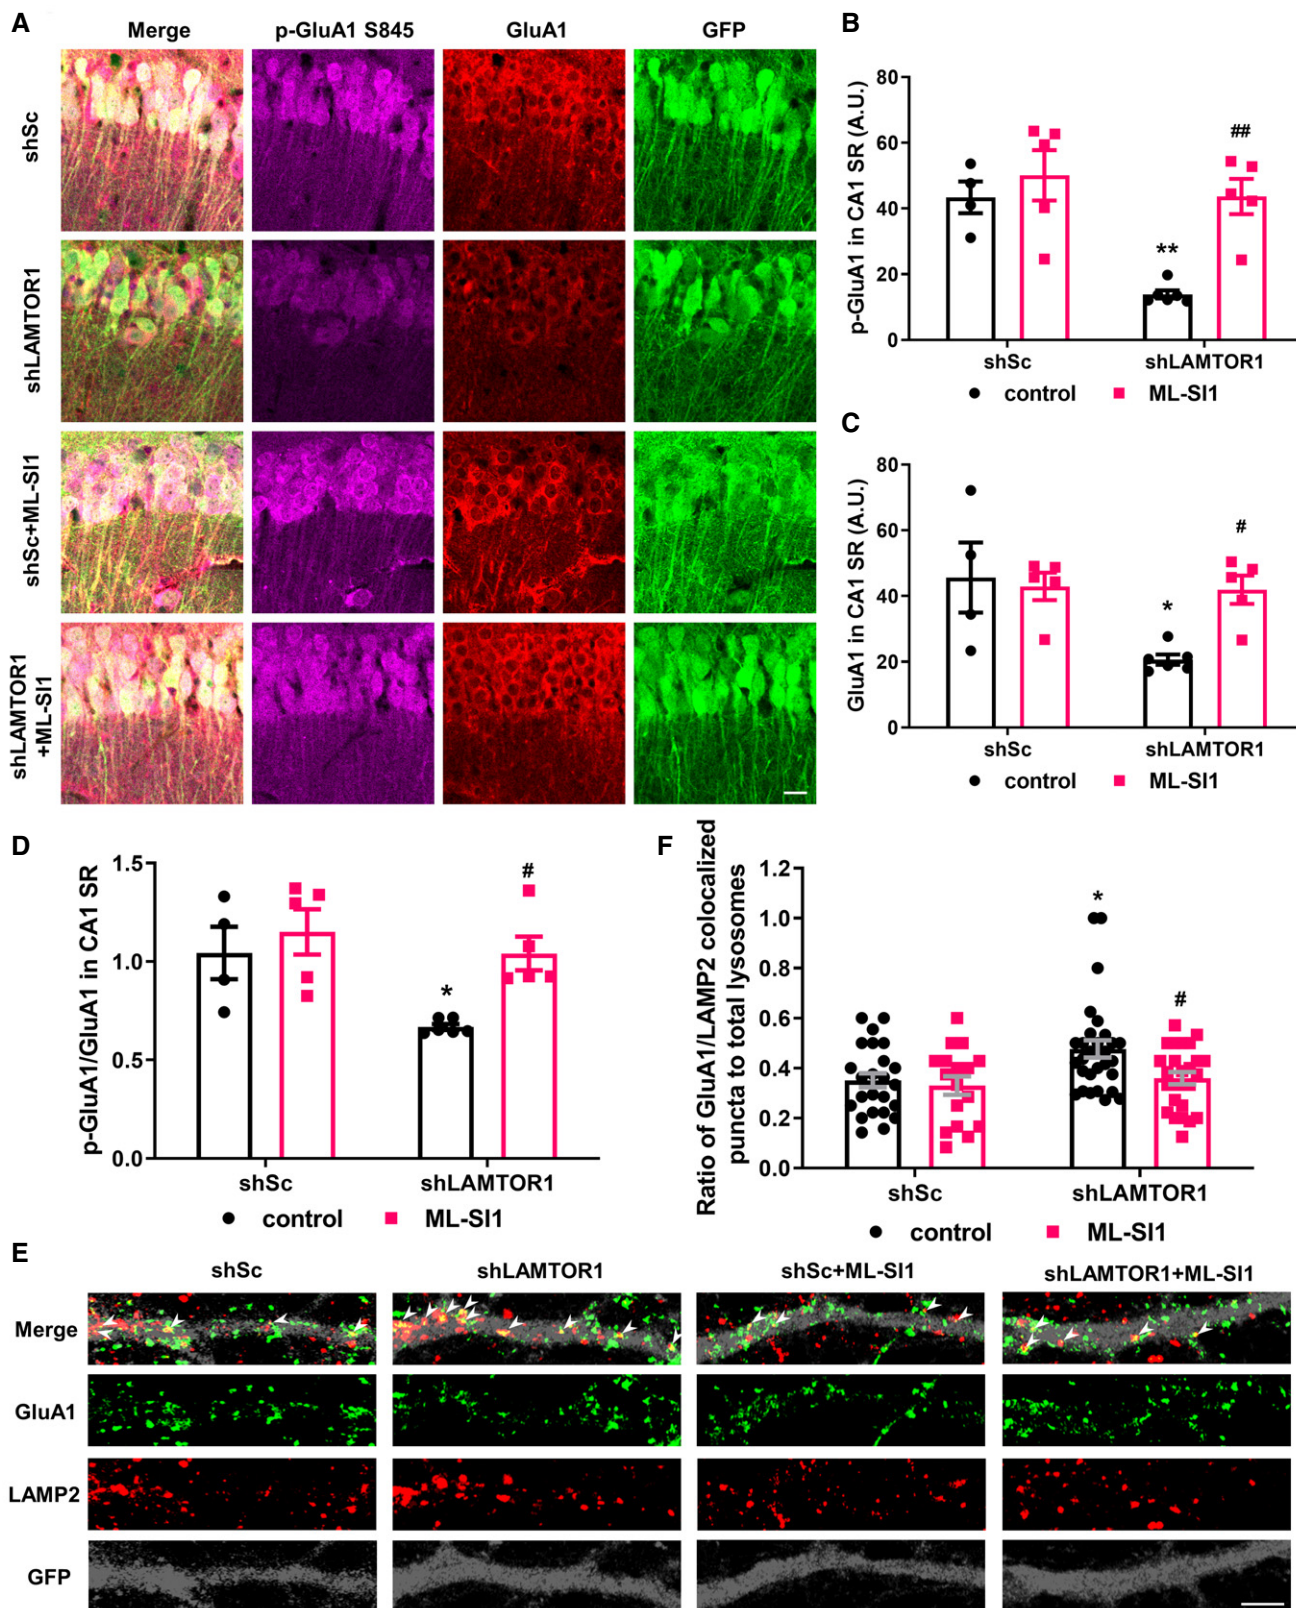 A
Merge
p-GluA1 S845
GluA1
GFP
shSc
shLAMTOR1
shSc+ML-SI1
shLAMTOR1
+ML-SI1
B
p-GluA1 in CA1 SR (A.U.)
80
60
40
20
0
**
##
shSc
shLAMTOR1
control
ML-SI1
C
GluA1 in CA1 SR (A.U.)
80
60
40
20
0
*
#
shSc
shLAMTOR1
control
ML-SI1
D
p-GluA1/GluA1 in CA1 SR
1.5
1.0
0.5
0.0
*
#
shSc
shLAMTOR1
control
ML-SI1
F
Ratio of GluA1/LAMP2 colocalized
puncta to total lysosomes
1.2
1.0
0.8
0.6
0.4
0.2
0.0
*
#
shSc
shLAMTOR1
control
ML-SI1
E
shSc
shLAMTOR1
shSc+ML-SI1
shLAMTOR1+ML-SI1
Merge
GluA1
LAMP2
GFP